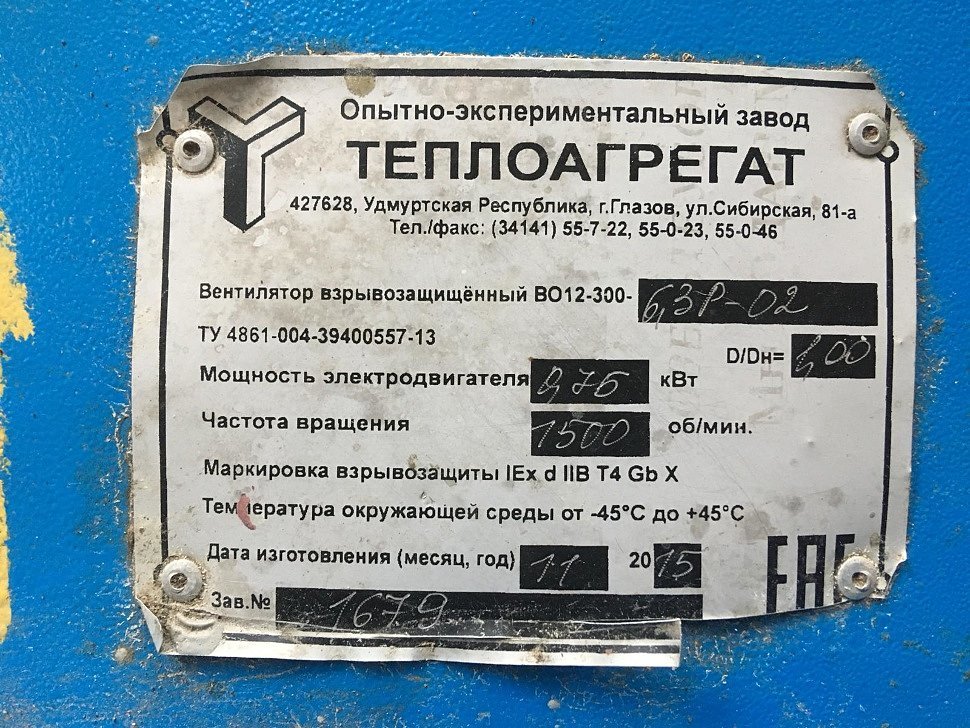 Опытно-экспериментальный завод
ТЕПЛОАГРЕГАТ
427628, Удмуртская Республика, г.Глазов, ул.Сибирская, 81-а
Тел./факс: (34141) 55-7-22, 55-0-23, 55-0-46
Вентилятор взрывозащищённый ВО12-300- 6,3Р-02
ТУ 4861-004-39400557-13
D/Dн= 1,00
Мощность электродвигателя 0,75 кВт
Частота вращения 1500 об/мин.
Маркировка взрывозащиты IEx d IIB T4 Gb X
Температура окружающей среды от -45°С до +45°С
Дата изготовления (месяц, год) 11 2015
ЕАС
Зав.№ 1679